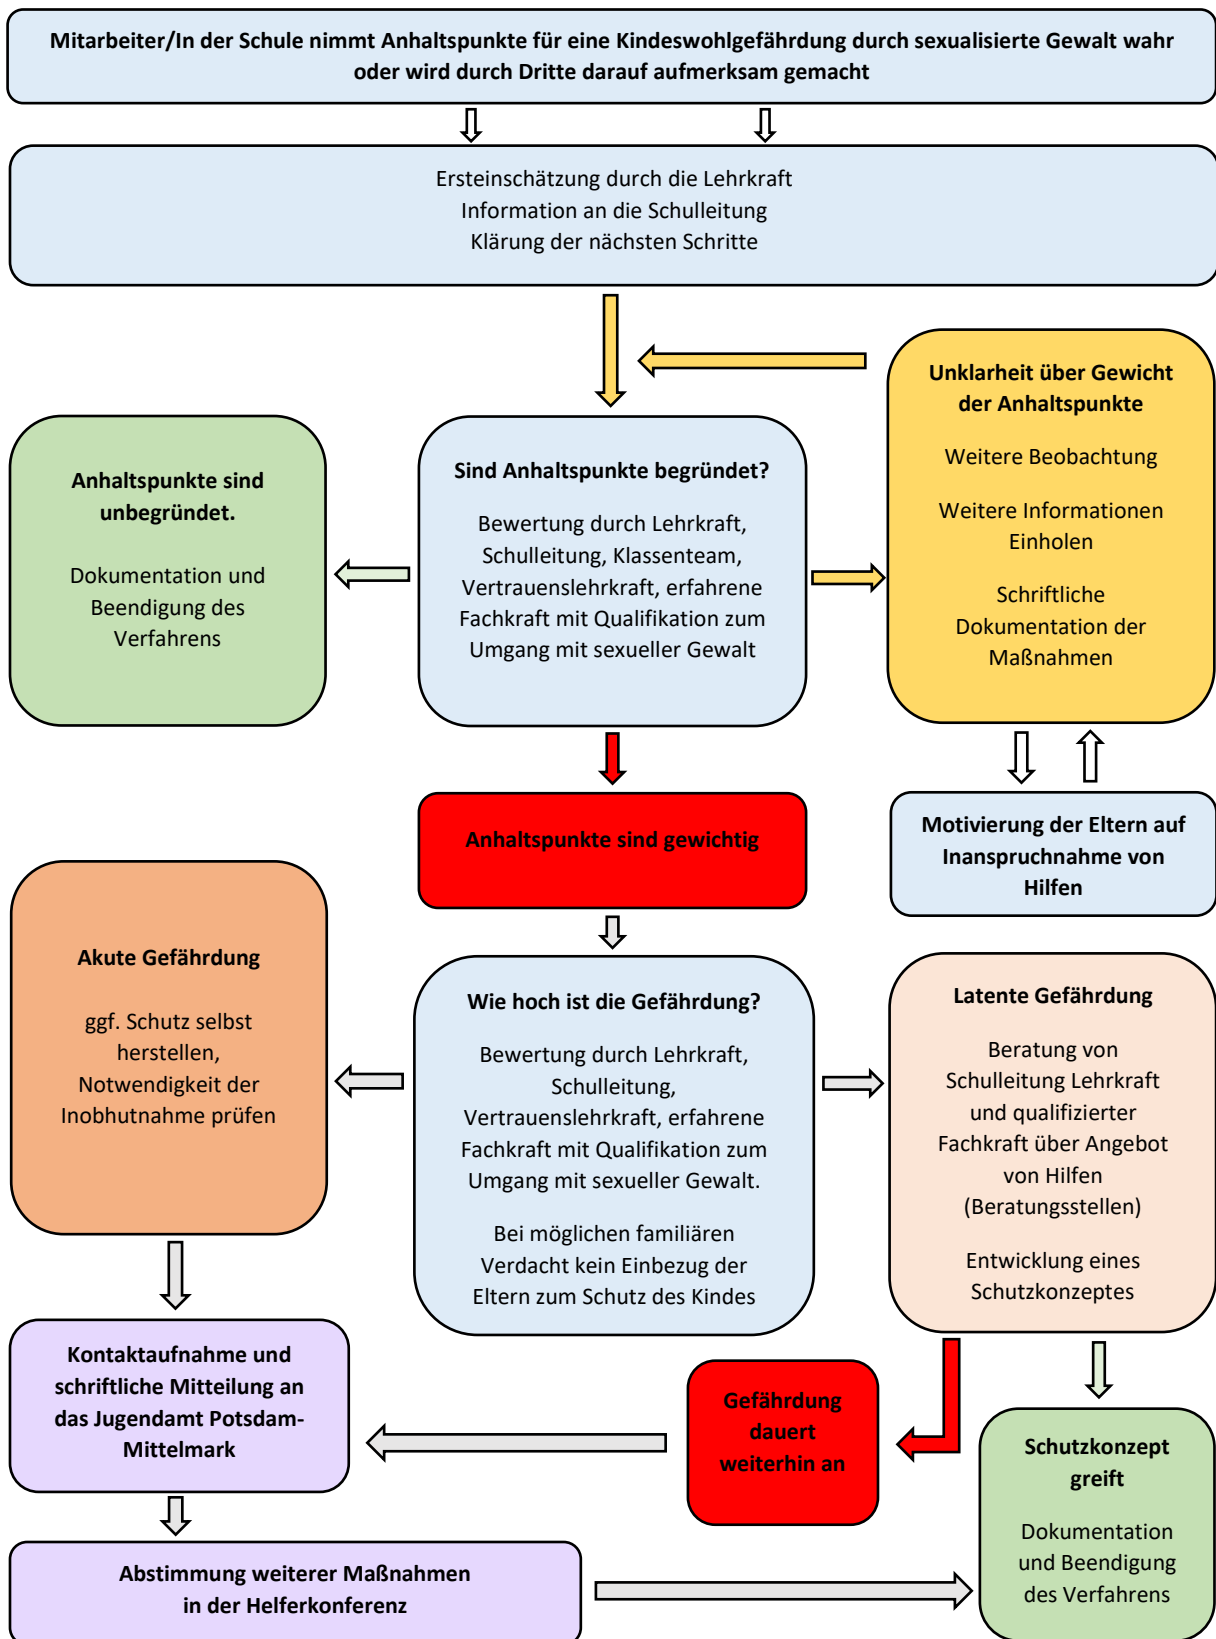 Mitarbeiter/In der Schule nimmt Anhaltspunkte für eine Kindeswohlgefährdung durch sexualisierte Gewalt wahr
oder wird durch Dritte darauf aufmerksam gemacht
Ersteinschätzung durch die Lehrkraft
Information an die Schulleitung
Klärung der nächsten Schritte
Anhaltspunkte sind
unbegründet.
Dokumentation und
Beendigung des
Verfahrens
Sind Anhaltspunkte begründet?
Bewertung durch Lehrkraft,
Schulleitung, Klassenteam,
Vertrauenslehrkraft, erfahrene
Fachkraft mit Qualifikation zum
Umgang mit sexueller Gewalt
Unklarheit über Gewicht
der Anhaltspunkte
Weitere Beobachtung
Weitere Informationen
Einholen
Schriftliche
Dokumentation der
Maßnahmen
Anhaltspunkte sind gewichtig
Motivierung der Eltern auf
Inanspruchnahme von
Hilfen
Akute Gefährdung
ggf. Schutz selbst
herstellen,
Notwendigkeit der
Inobhutnahme prüfen
Wie hoch ist die Gefährdung?
Bewertung durch Lehrkraft,
Schulleitung,
Vertrauenslehrkraft, erfahrene
Fachkraft mit Qualifikation zum
Umgang mit sexueller Gewalt.
Bei möglichen familiären
Verdacht kein Einbezug der
Eltern zum Schutz des Kindes
Latente Gefährdung
Beratung von
Schulleitung Lehrkraft
und qualifizierter
Fachkraft über Angebot
von Hilfen
(Beratungsstellen)
Entwicklung eines
Schutzkonzeptes
Kontaktaufnahme und
schriftliche Mitteilung an
das Jugendamt Potsdam-
Mittelmark
Gefährdung
dauert
weiterhin an
Schutzkonzept
greift
Dokumentation
und Beendigung
des Verfahrens
Abstimmung weiterer Maßnahmen
in der Helferkonferenz